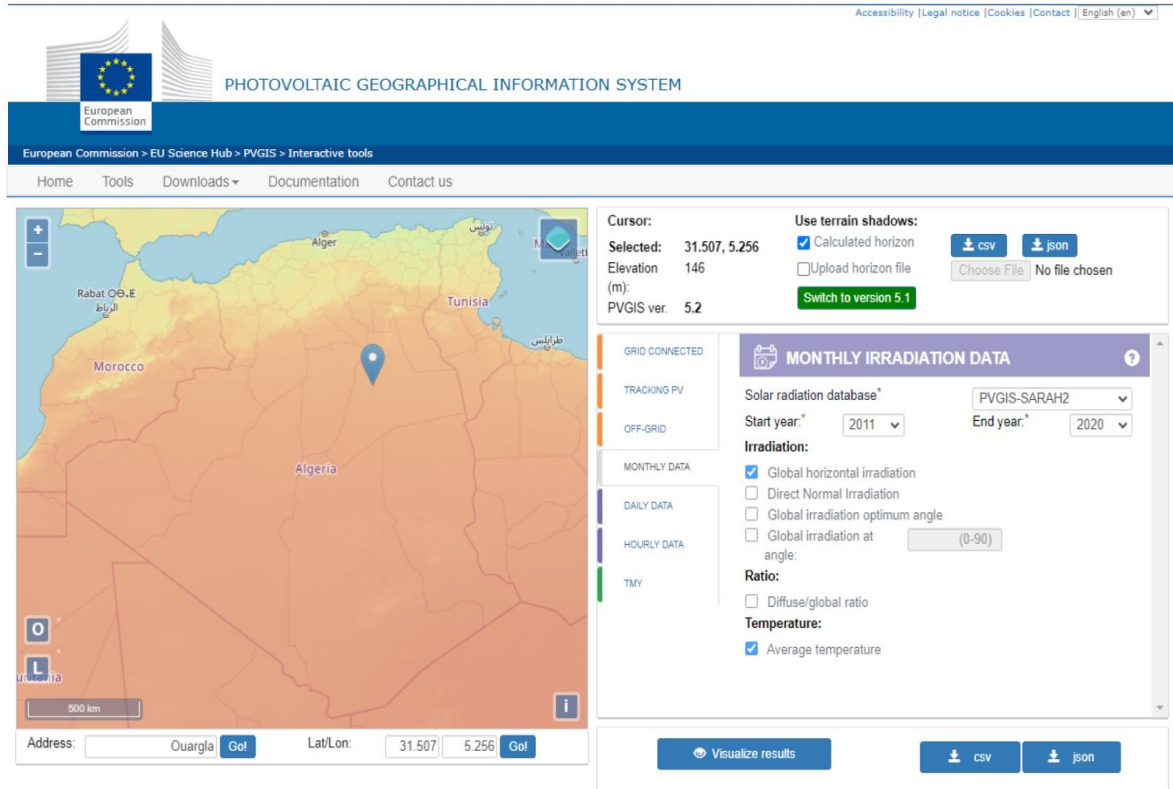 Accessibility |Legal notice |Cookies |Contact | English (en)
European
Commission
PHOTOVOLTAIC GEOGRAPHICAL INFORMATION SYSTEM
European Commission > EU Science Hub > PVGIS > Interactive tools
Home Tools Downloads Documentation Contact us
+
-
Alger
تونس
Rabat
الرباط
Tunisia
طرابلس
Morocco
Algeria
O
L
500 km
i
Address: Ouargla Go! Lat/Lon: 31.507 5.256 Go!
Cursor: Use terrain shadows:
Selected: 31.507, 5.256 Calculated horizon csv json
Elevation 146 Upload horizon file Choose File No file chosen
(m):
PVGIS ver. 5.2 Switch to version 5.1
GRID CONNECTED
TRACKING PV
OFF-GRID
MONTHLY DATA
DAILY DATA
HOURLY DATA
TMY
MONTHLY IRRADIATION DATA ?
Solar radiation database* PVGIS-SARAH2
Start year:* 2011 End year:* 2020
Irradiation:
Global horizontal irradiation
Direct Normal Irradiation
Global irradiation optimum angle
Global irradiation at (0-90)
angle:
Ratio:
Diffuse/global ratio
Temperature:
Average temperature
Visualize results csv json